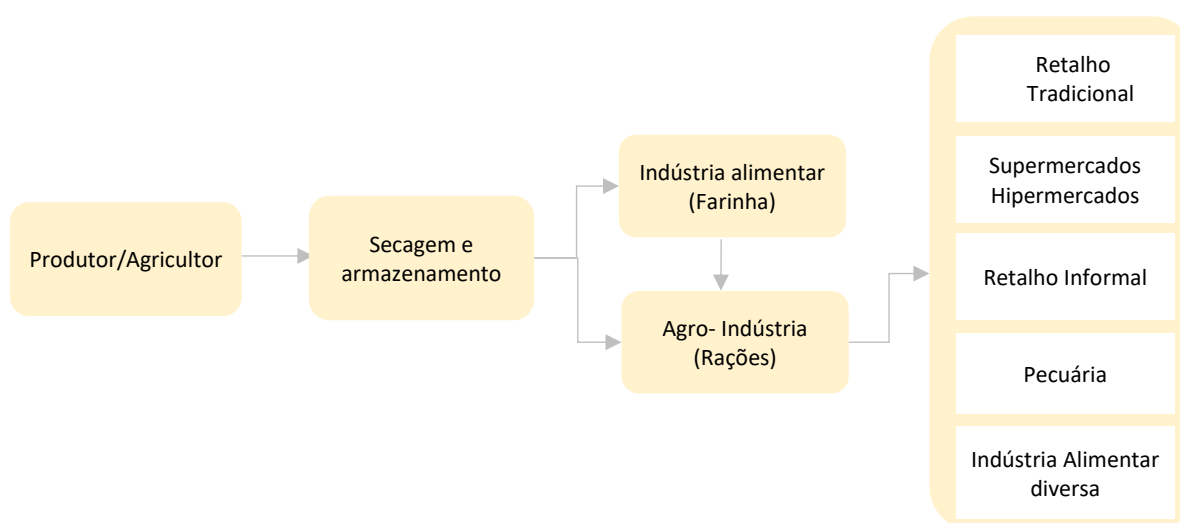 Produtor/Agricultor
Secagem e
armazenamento
Indústria alimentar
(Farinha)
Agro- Indústria
(Rações)
Retalho
Tradicional
Supermercados
Hipermercados
Retalho Informal
Pecuária
Indústria Alimentar
diversa